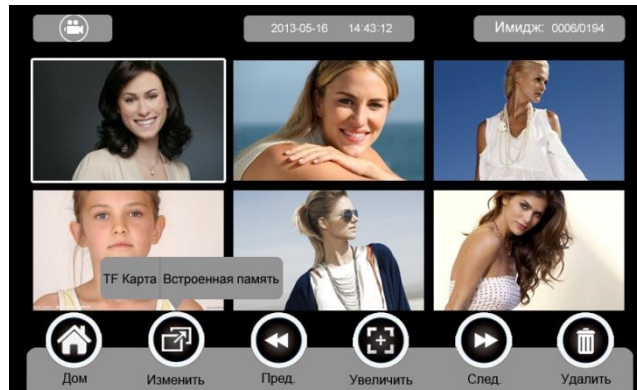 2013-05-16 14:43:12
Имидж: 0006/0194
TF Карта Встроенная память
Дом Изменить Пред. Увеличить След. Удалить